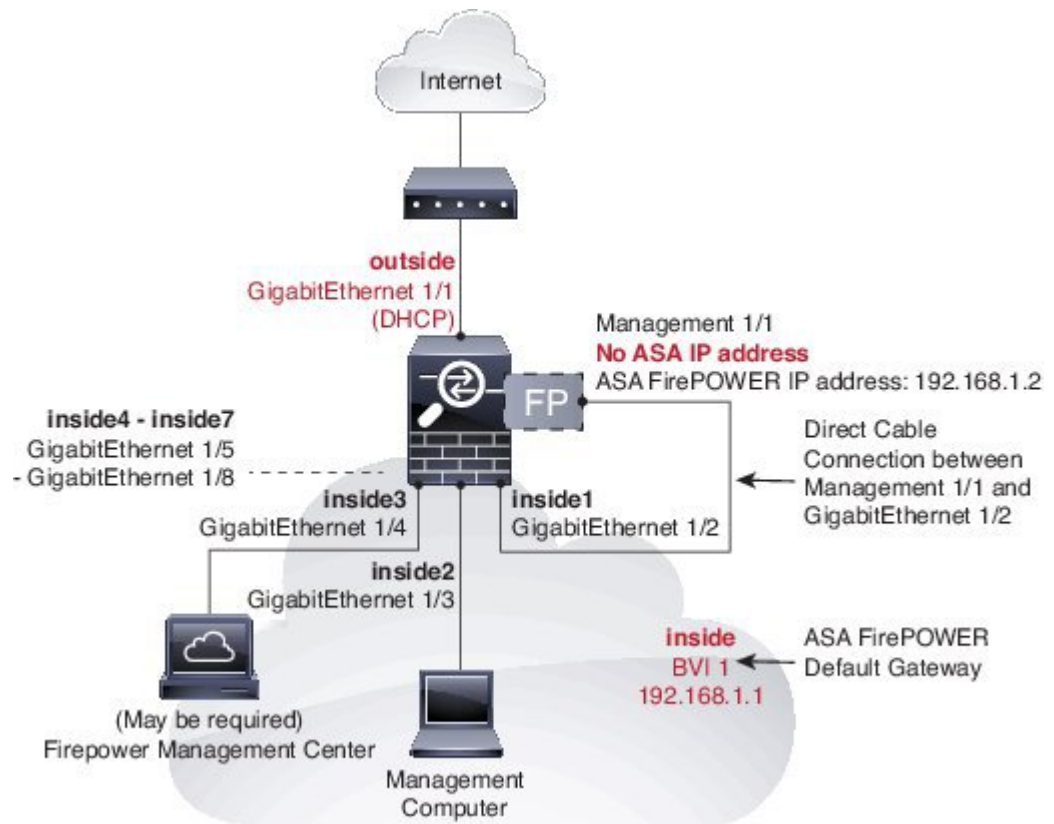 Internet
outside
GigabitEthernet 1/1
(DHCP)
Management 1/1
No ASA IP address
ASA FirePOWER IP address: 192.168.1.2
FP
inside4 - inside7
GigabitEthernet 1/5
- GigabitEthernet 1/8
Direct Cable
Connection between
Management 1/1 and
GigabitEthernet 1/2
inside3
GigabitEthernet 1/4
inside1
GigabitEthernet 1/2
inside2
GigabitEthernet 1/3
inside
BVI 1
192.168.1.1
ASA FirePOWER
Default Gateway
(May be required)
Firepower Management Center
Management
Computer